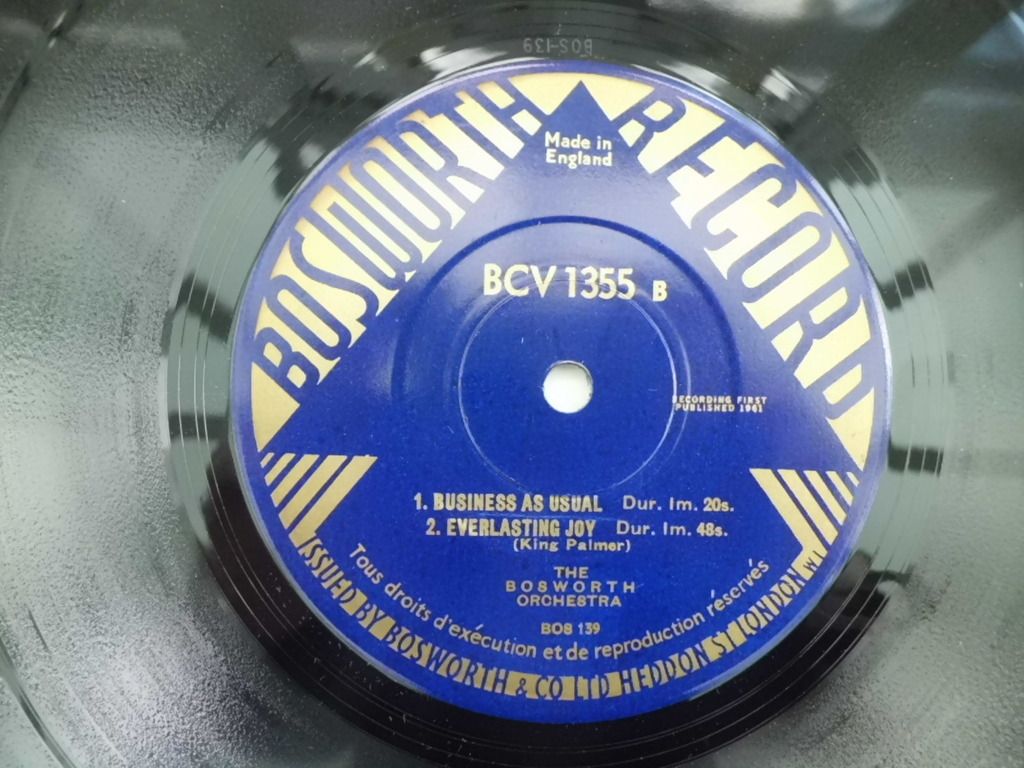 BOS-139
BOSWORTH RECORD
Made in
England
BCV 1355 B
RECORDING FIRST
PUBLISHED 1961
1. BUSINESS AS USUAL Dur. 1m. 20s.
2. EVERLASTING JOY Dur. 1m. 48s.
(King Palmer)
THE
BOSWORTH
ORCHESTRA
BOS 139
Tous droits d'exécution et de reproduction réservés
ISSUED BY BOSWORTH & CO LTD HEDDON ST LONDON W1